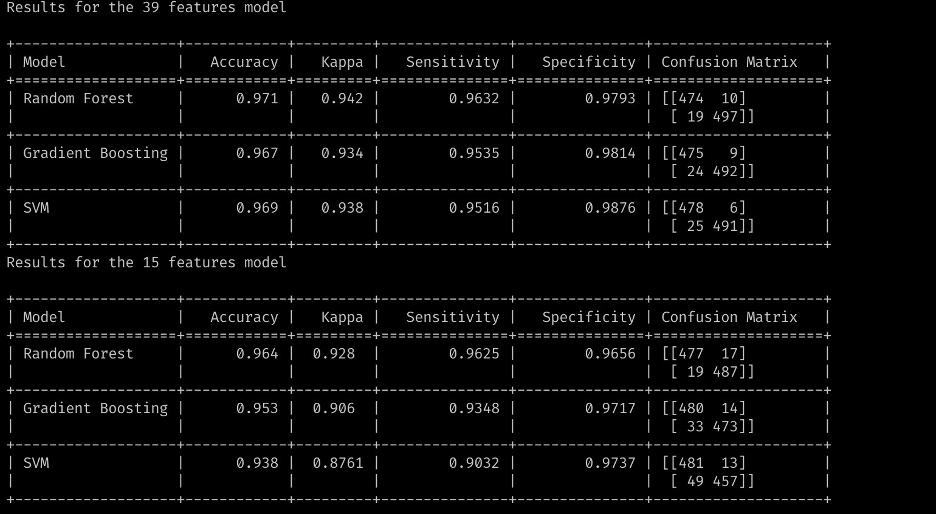 Results for the 39 features model
+-------------------+------------+---------+---------------+---------------+-------------------+
| Model             |   Accuracy |   Kappa |   Sensitivity |   Specificity | Confusion Matrix  |
+===================+============+=========+===============+===============+===================+
| Random Forest     |      0.971 |   0.942 |        0.9632 |        0.9793 | [[474  10]        |
|                   |            |         |               |               |  [ 19 497]]       |
+-------------------+------------+---------+---------------+---------------+-------------------+
| Gradient Boosting |      0.967 |   0.934 |        0.9535 |        0.9814 | [[475   9]        |
|                   |            |         |               |               |  [ 24 492]]       |
+-------------------+------------+---------+---------------+---------------+-------------------+
| SVM               |      0.969 |   0.938 |        0.9516 |        0.9876 | [[478   6]        |
|                   |            |         |               |               |  [ 25 491]]       |
+-------------------+------------+---------+---------------+---------------+-------------------+
Results for the 15 features model
+-------------------+------------+---------+---------------+---------------+-------------------+
| Model             |   Accuracy |   Kappa |   Sensitivity |   Specificity | Confusion Matrix  |
+===================+============+=========+===============+===============+===================+
| Random Forest     |      0.964 |  0.928  |        0.9625 |        0.9656 | [[477  17]        |
|                   |            |         |               |               |  [ 19 487]]       |
+-------------------+------------+---------+---------------+---------------+-------------------+
| Gradient Boosting |      0.953 |  0.906  |        0.9348 |        0.9717 | [[480  14]        |
|                   |            |         |               |               |  [ 33 473]]       |
+-------------------+------------+---------+---------------+---------------+-------------------+
| SVM               |      0.938 |  0.8761 |        0.9032 |        0.9737 | [[481  13]        |
|                   |            |         |               |               |  [ 49 457]]       |
+-------------------+------------+---------+---------------+---------------+-------------------+